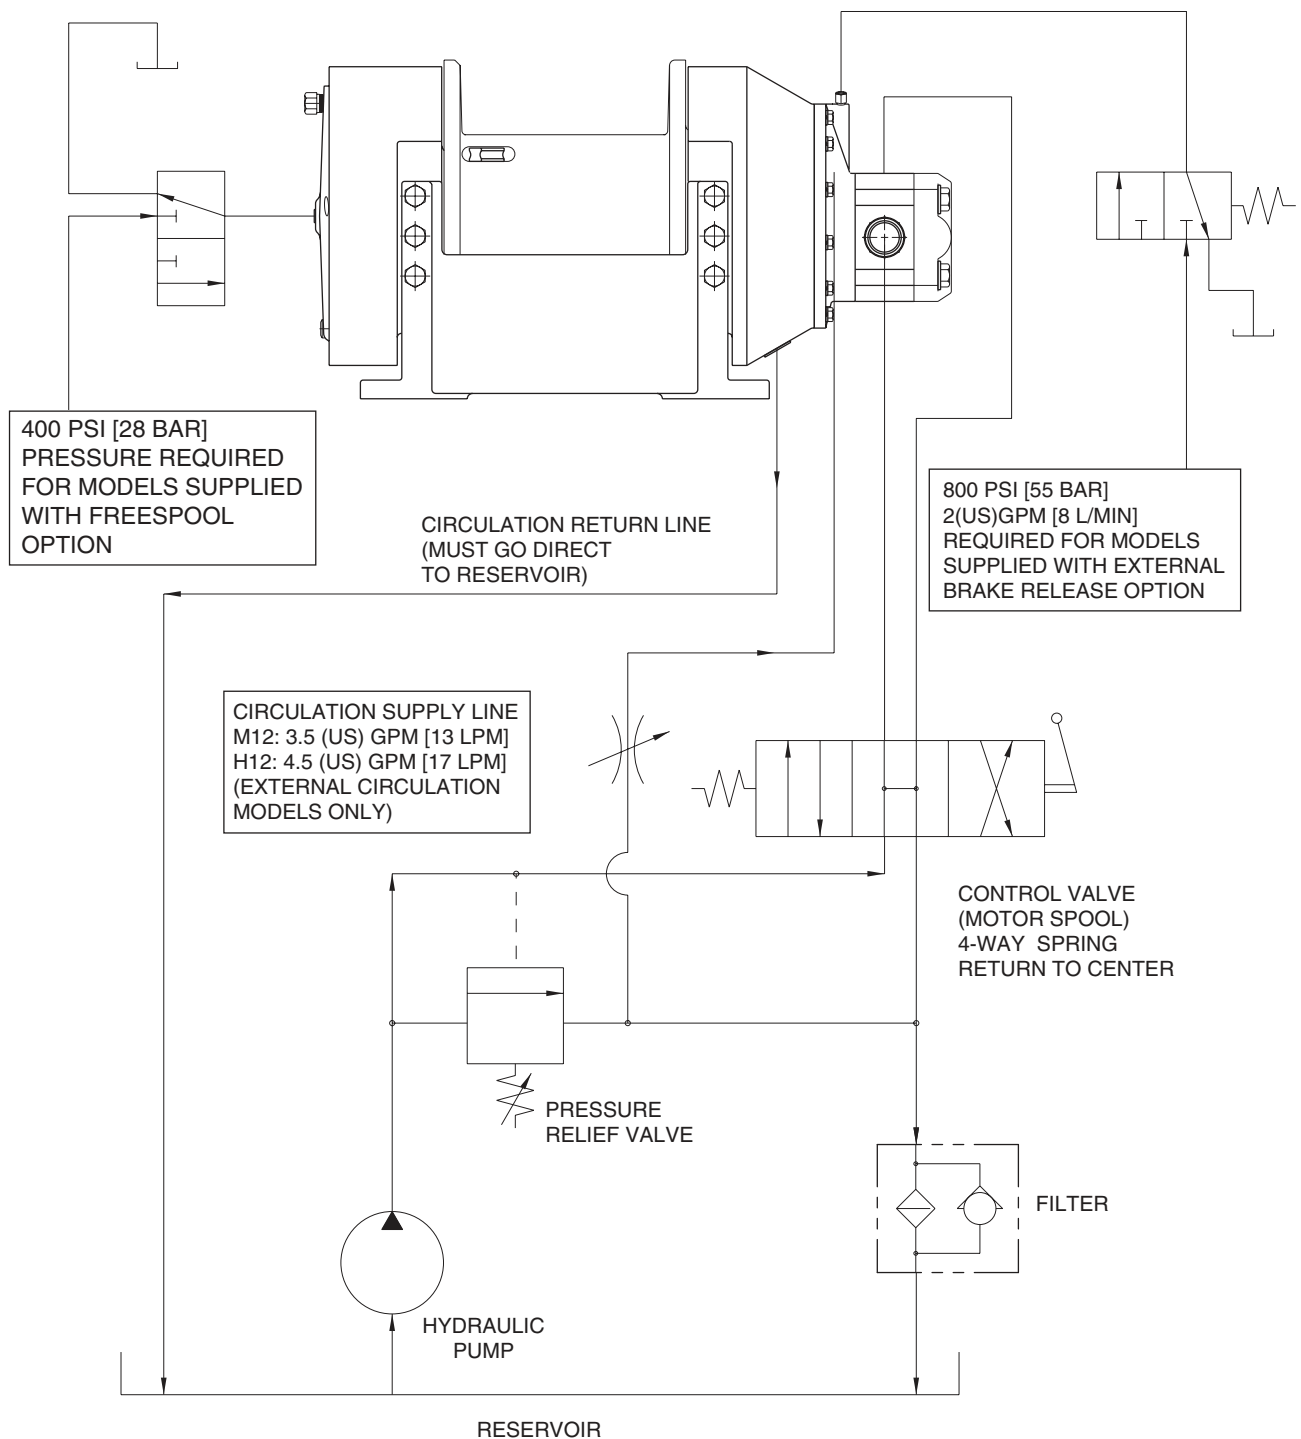 400 PSI [28 BAR]
PRESSURE REQUIRED
FOR MODELS SUPPLIED
WITH FREESPOOL
OPTION
CIRCULATION RETURN LINE
(MUST GO DIRECT
TO RESERVOIR)
800 PSI [55 BAR]
2(US)GPM [8 L/MIN]
REQUIRED FOR MODELS
SUPPLIED WITH EXTERNAL
BRAKE RELEASE OPTION
CIRCULATION SUPPLY LINE
M12: 3.5 (US) GPM [13 LPM]
H12: 4.5 (US) GPM [17 LPM]
(EXTERNAL CIRCULATION
MODELS ONLY)
CONTROL VALVE
(MOTOR SPOOL)
4-WAY SPRING
RETURN TO CENTER
PRESSURE
RELIEF VALVE
FILTER
HYDRAULIC
PUMP
RESERVOIR